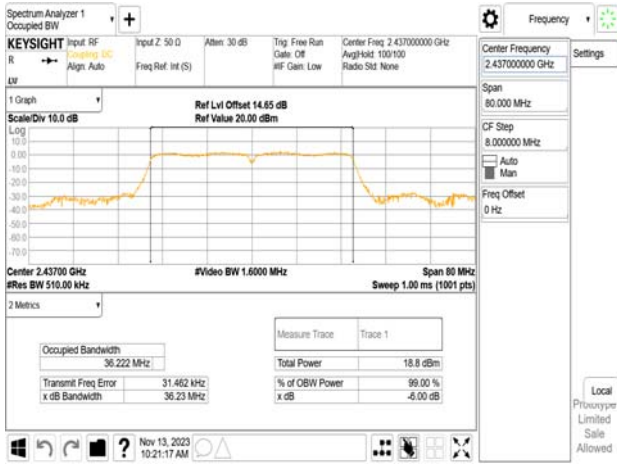 Spectrum Analyzer 1
Occupied BW
KEYSIGHT
R
Input: RF
Coupling: DC
Align: Auto
Input Z: 50 Ω
Freq Ref: Int (S)
Atten: 30 dB
Trig: Free Run
Gate: Off
#IF Gain: Low
Center Freq: 2.437000000 GHz
Avg|Hold: 100/100
Radio Std: None
1 Graph
Scale/Div 10.0 dB
Ref Lvl Offset 14.65 dB
Ref Value 20.00 dBm
Log
10.0
0.00
-10.0
-20.0
-30.0
-40.0
-50.0
-60.0
-70.0
Center 2.43700 GHz
#Res BW 510.00 kHz
#Video BW 1.6000 MHz
Span 80 MHz
Sweep 1.00 ms (1001 pts)
2 Metrics
Measure Trace Trace 1
Occupied Bandwidth
36.222 MHz
Total Power 18.8 dBm
Transmit Freq Error 31.462 kHz
% of OBW Power 99.00 %
x dB Bandwidth 36.23 MHz
x dB -6.00 dB
Nov 13, 2023
10:21:17 AM
Frequency
Center Frequency
2.437000000 GHz
Settings
Span
80.000 MHz
CF Step
8.000000 MHz
Auto
Man
Freq Offset
0 Hz
Local
Prototype
Limited
Sale
Allowed